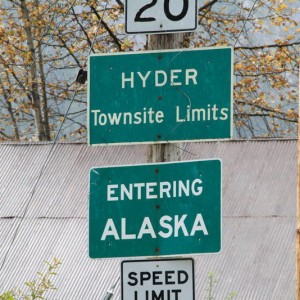 20
HYDER
Townsite Limits
ENTERING
ALASKA
SPEED
LIMIT